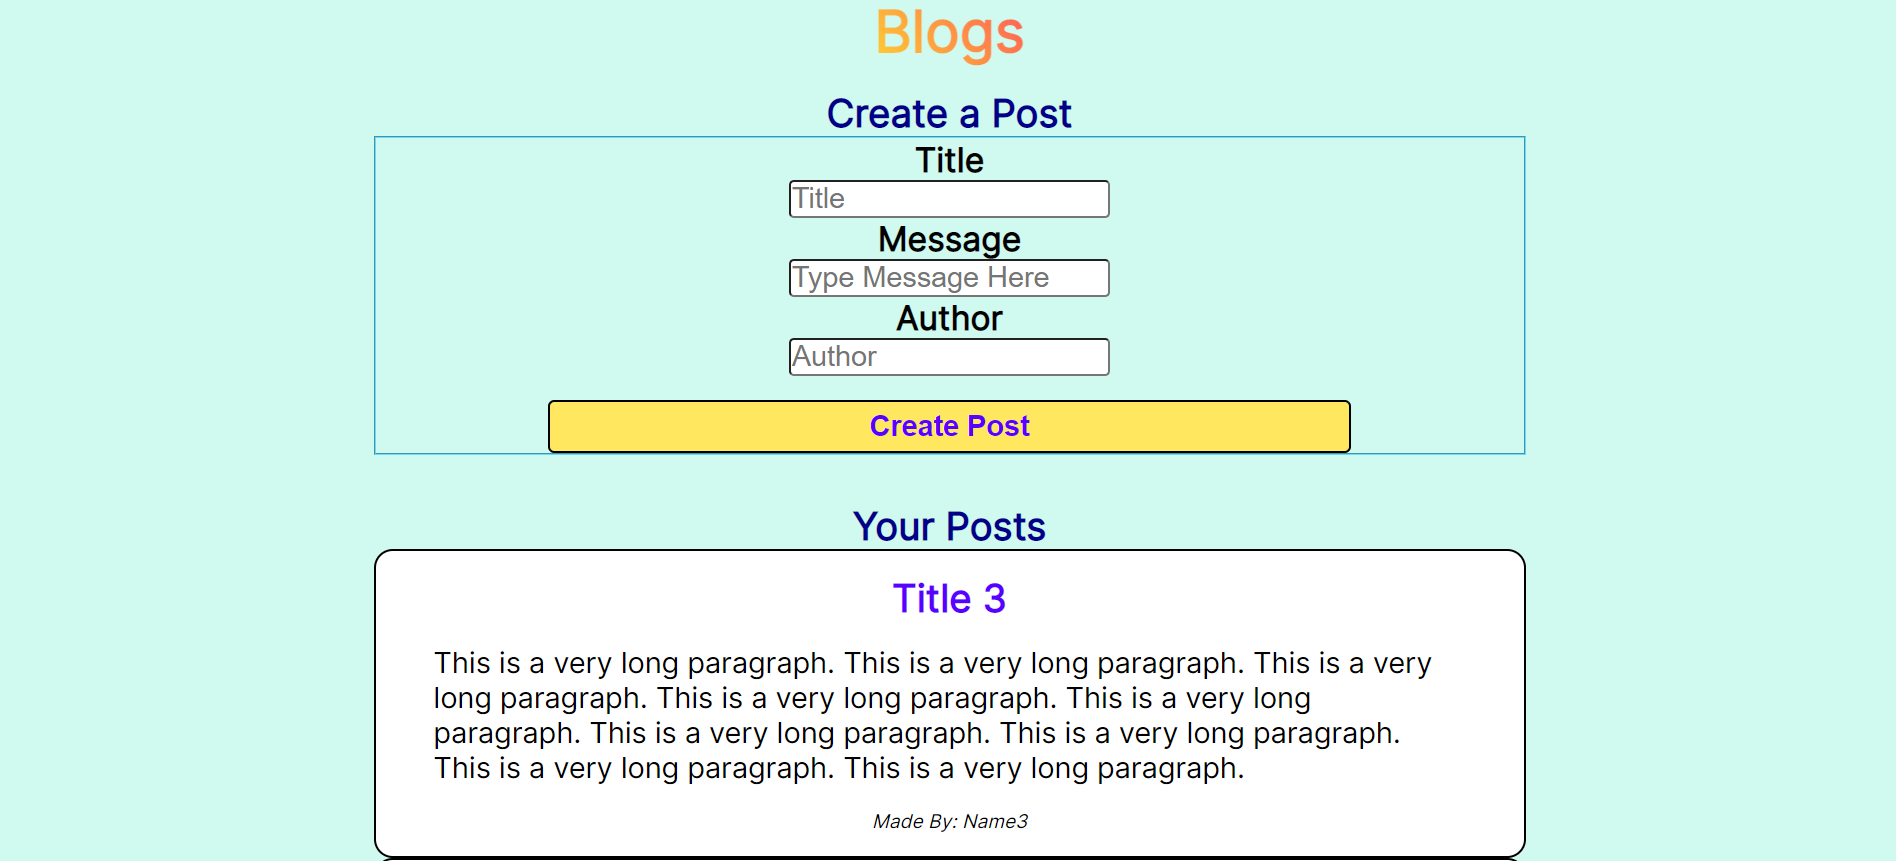 Blogs
Create a Post
Title
Title
Message
Type Message Here
Author
Author
Create Post
Your Posts
Title 3
This is a very long paragraph. This is a very long paragraph. This is a very
long paragraph. This is a very long paragraph. This is a very long
paragraph. This is a very long paragraph. This is a very long paragraph.
This is a very long paragraph. This is a very long paragraph.
Made By: Name3